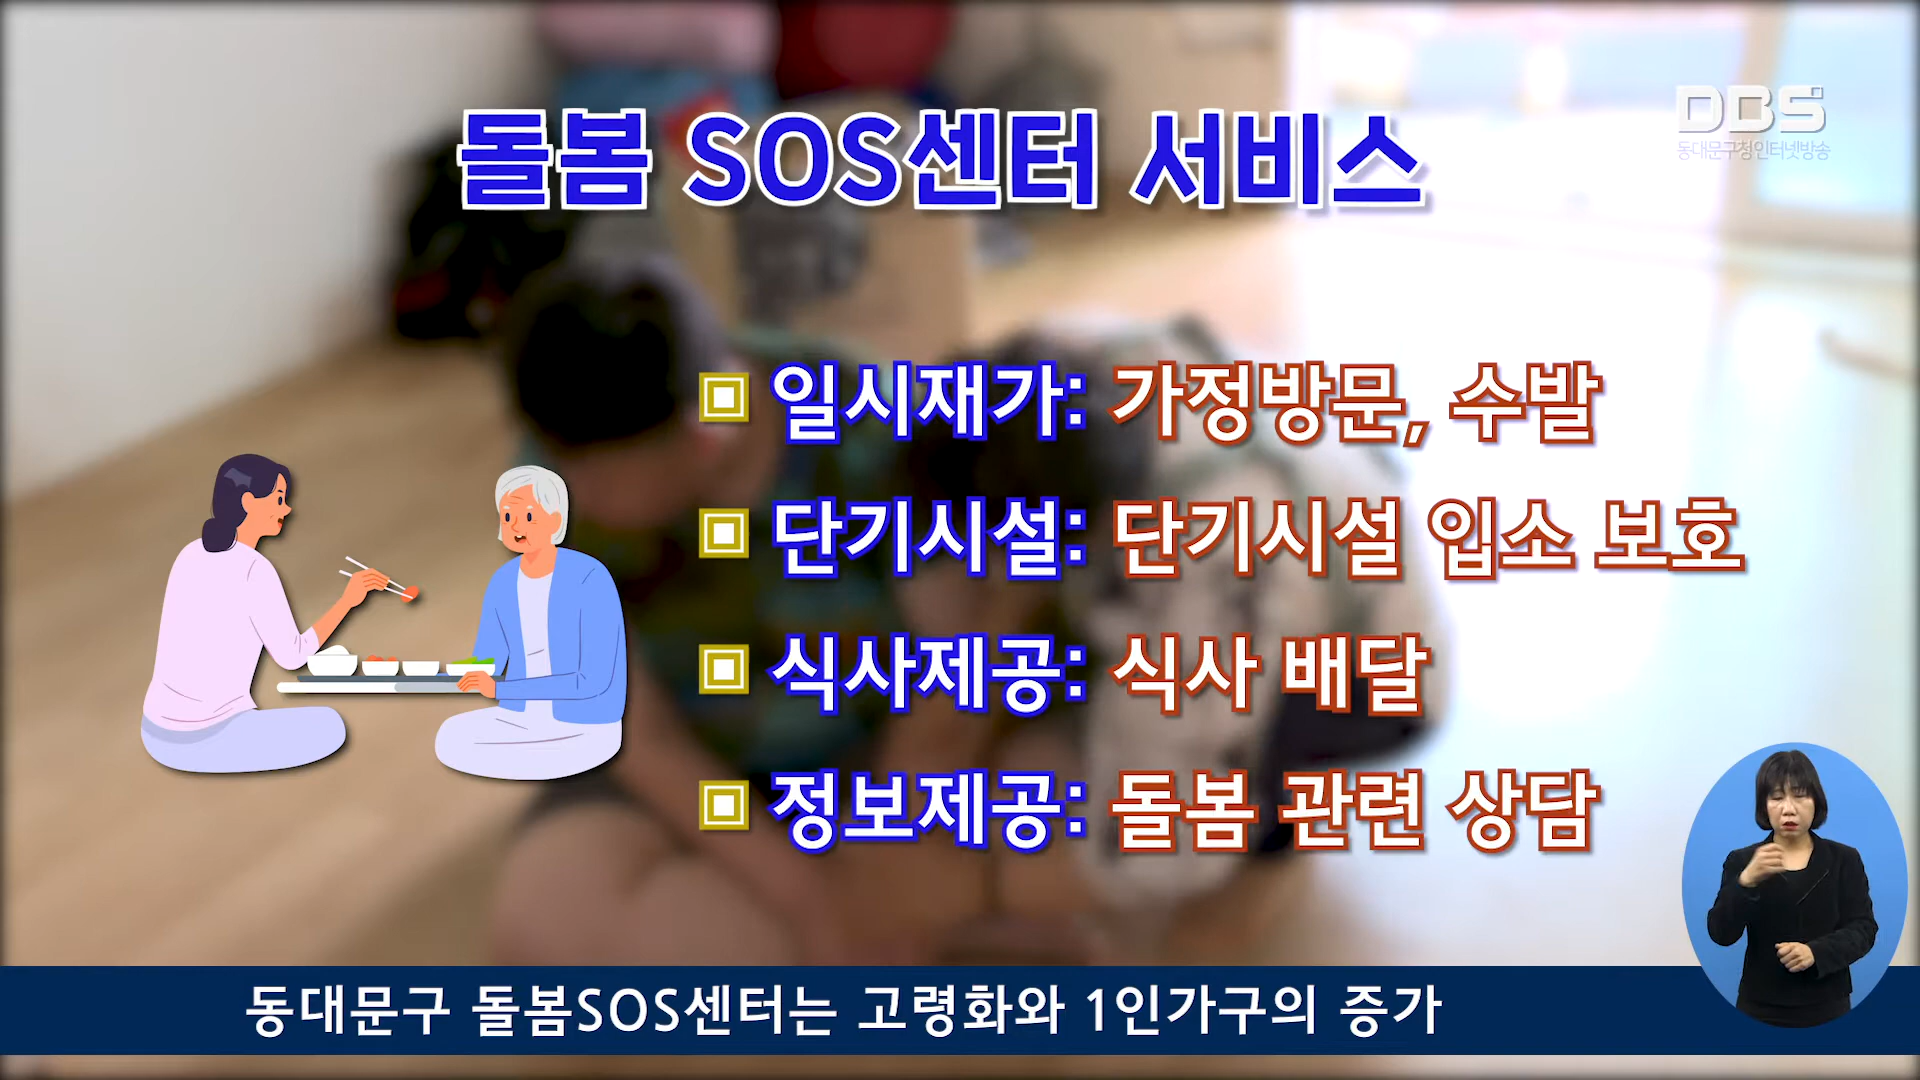 돌봄 SOS센터 서비스
DBS
동대문구청인터넷방송
일시재가: 가정방문, 수발
단기시설: 단기시설 입소 보호
식사제공: 식사 배달
정보제공: 돌봄 관련 상담
동대문구 돌봄SOS센터는 고령화와 1인가구의 증가